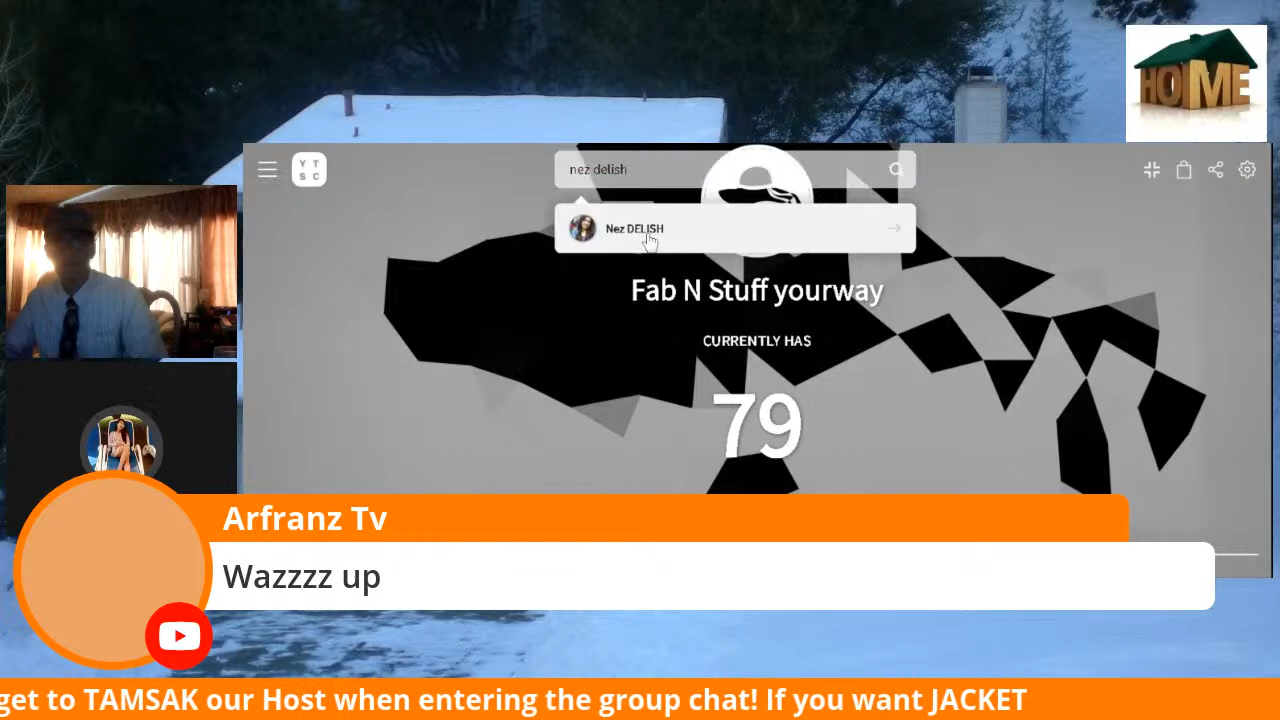 HOME
Y T
S C
nez delish
Nez DELISH
Fab N Stuff yourway
CURRENTLY HAS
79
Arfranz Tv
Wazzzz up
get to TAMSAK our Host when entering the group chat! If you want JACKET